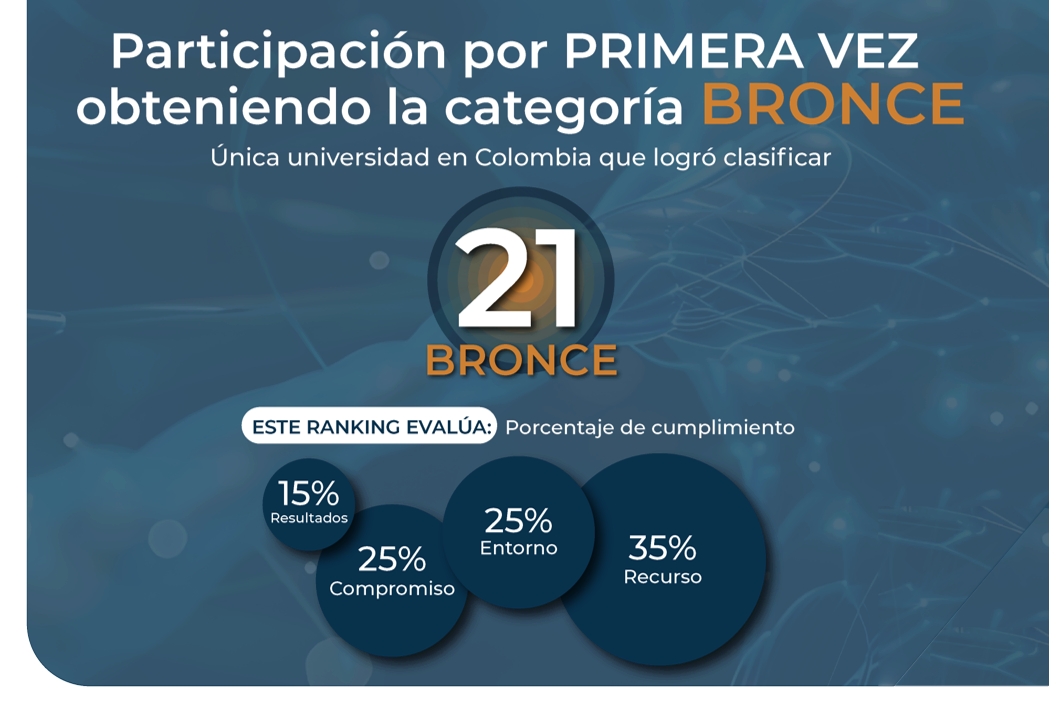 Participación por PRIMERA VEZ
obteniendo la categoría BRONCE
Única universidad en Colombia que logró clasificar
21
BRONCE
ESTE RANKING EVALÚA: Porcentaje de cumplimiento
15%
Resultados
25%
Compromiso
25%
Entorno
35%
Recurso